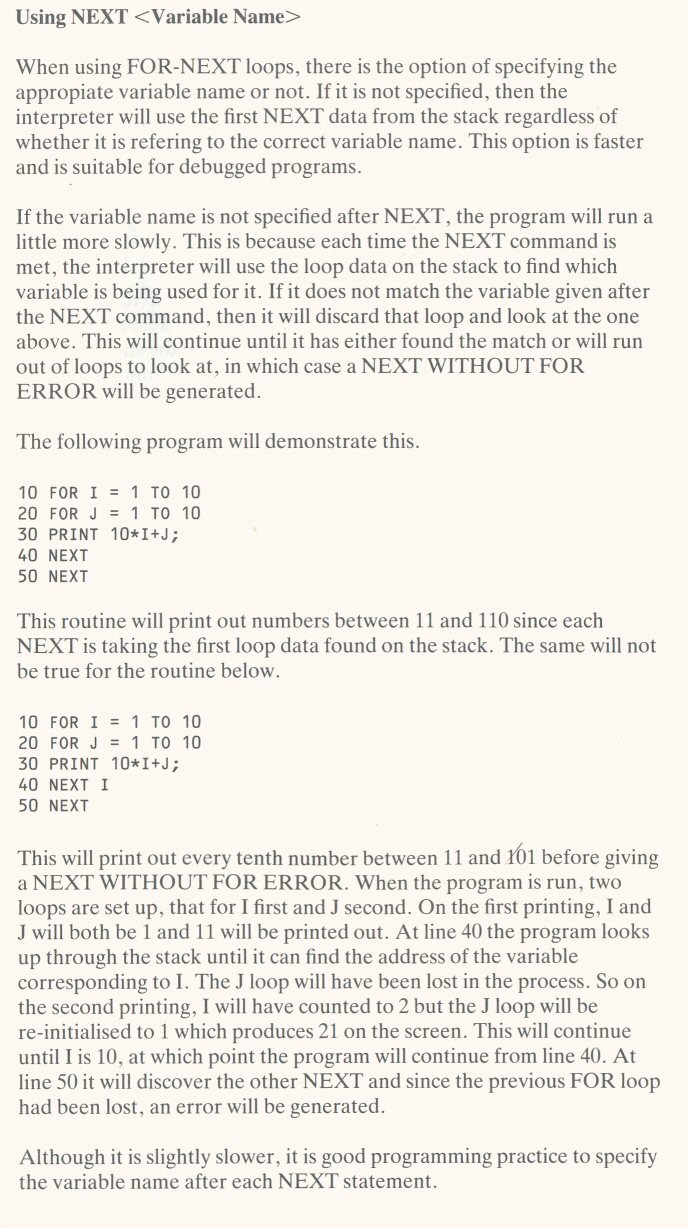 Using NEXT <Variable Name>
When using FOR-NEXT loops, there is the option of specifying the
appropiate variable name or not. If it is not specified, then the
interpreter will use the first NEXT data from the stack regardless of
whether it is refering to the correct variable name. This option is faster
and is suitable for debugged programs.
If the variable name is not specified after NEXT, the program will run a
little more slowly. This is because each time the NEXT command is
met, the interpreter will use the loop data on the stack to find which
variable is being used for it. If it does not match the variable given after
the NEXT command, then it will discard that loop and look at the one
above. This will continue until it has either found the match or will run
out of loops to look at, in which case a NEXT WITHOUT FOR
ERROR will be generated.
The following program will demonstrate this.
10 FOR I = 1 TO 10
20 FOR J = 1 TO 10
30 PRINT 10*I+J;
40 NEXT
50 NEXT
This routine will print out numbers between 11 and 110 since each
NEXT is taking the first loop data found on the stack. The same will not
be true for the routine below.
10 FOR I = 1 TO 10
20 FOR J = 1 TO 10
30 PRINT 10*I+J;
40 NEXT I
50 NEXT
This will print out every tenth number between 11 and 101 before giving
a NEXT WITHOUT FOR ERROR. When the program is run, two
loops are set up, that for I first and J second. On the first printing, I and
J will both be 1 and 11 will be printed out. At line 40 the program looks
up through the stack until it can find the address of the variable
corresponding to I. The J loop will have been lost in the process. So on
the second printing, I will have counted to 2 but the J loop will be
re-initialised to 1 which produces 21 on the screen. This will continue
until I is 10, at which point the program will continue from line 40. At
line 50 it will discover the other NEXT and since the previous FOR loop
had been lost, an error will be generated.
Although it is slightly slower, it is good programming practice to specify
the variable name after each NEXT statement.